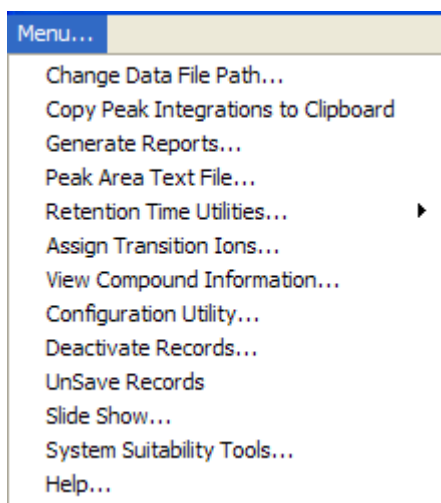 Menu...
Change Data File Path...
Copy Peak Integrations to Clipboard
Generate Reports...
Peak Area Text File...
Retention Time Utilities...
Assign Transition Ions...
View Compound Information...
Configuration Utility...
Deactivate Records...
UnSave Records
Slide Show...
System Suitability Tools...
Help...